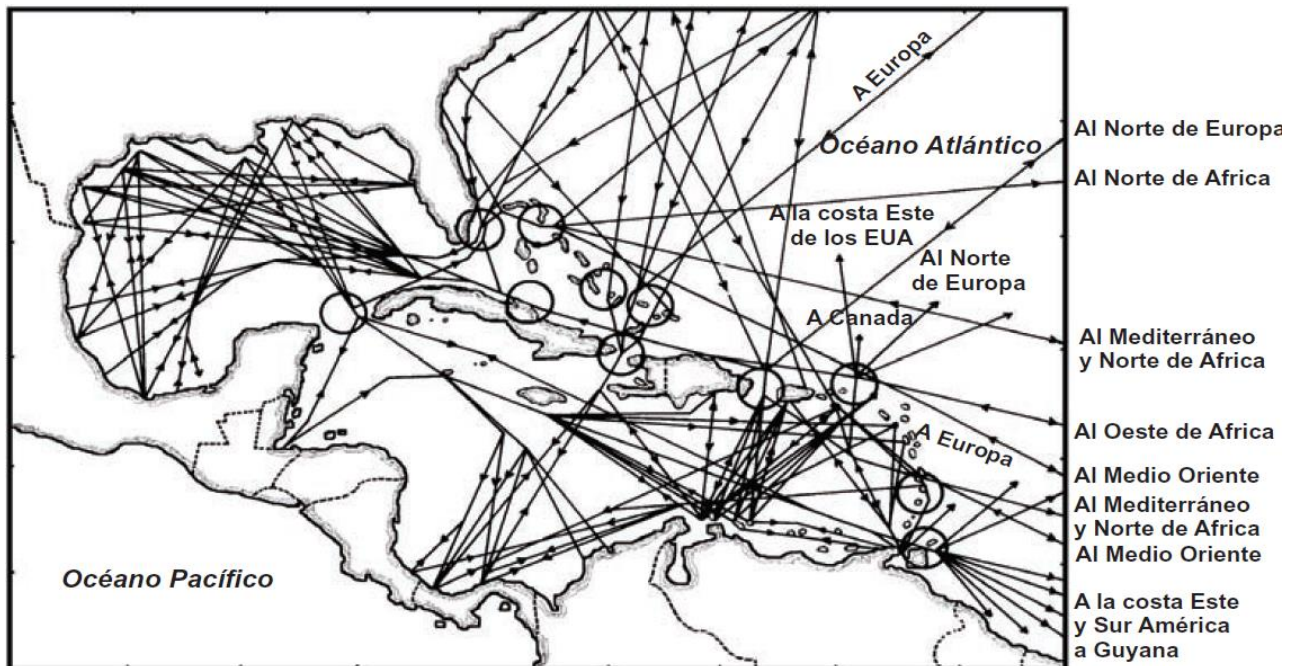 A Europa
Océano Atlántico
Al Norte de Europa
Al Norte de Africa
A la costa Este
de los EUA
Al Norte
de Europa
A Canada
Al Mediterráneo
y Norte de Africa
Al Oeste de Africa
A Europa
Al Medio Oriente
Al Mediterráneo
y Norte de Africa
Al Medio Oriente
Océano Pacífico
A la costa Este
y Sur América
a Guyana